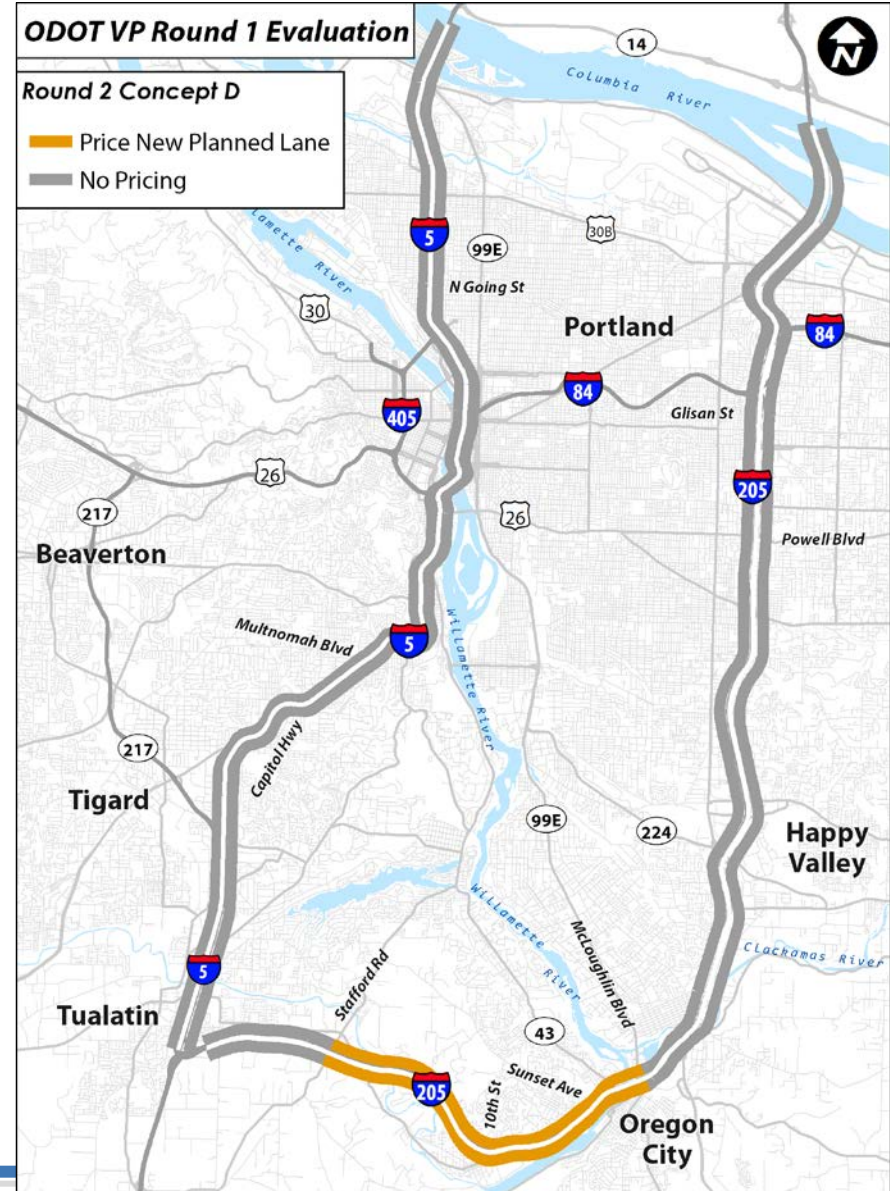 ODOT VP Round 1 Evaluation
Round 2 Concept D
Price New Planned Lane
No Pricing
N
14
Columbia River
5
99E
30B
lamette River
N Going St
30
Portland
84
84
405
Glisan St
26
205
217
26
Powell Blvd
Beaverton
Multnomah Blvd
5
Willamette River
217
Capitol Hwy
Tigard
99E
224
Happy
Valley
Willamette
River
McLoughlin Blvd
Clackamas River
5
Stafford Rd
Tualatin
43
Sunset Ave
205
10th St
Oregon
City